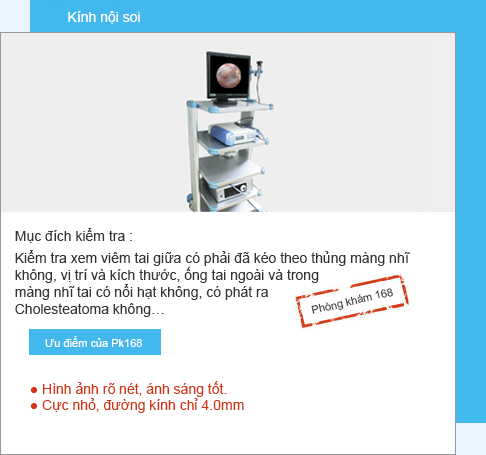 Kính nội soi
Mục đích kiểm tra :
Kiểm tra xem viêm tai giữa có phải đã kéo theo thủng màng nhĩ
không, vị trí và kích thước, ống tai ngoài và trong
màng nhĩ tai có nổi hạt không, có phát ra
Cholesteatoma không…
Phòng khám 168
Ưu điểm của Pk168
● Hình ảnh rõ nét, ánh sáng tốt.
● Cực nhỏ, đường kính chỉ 4.0mm